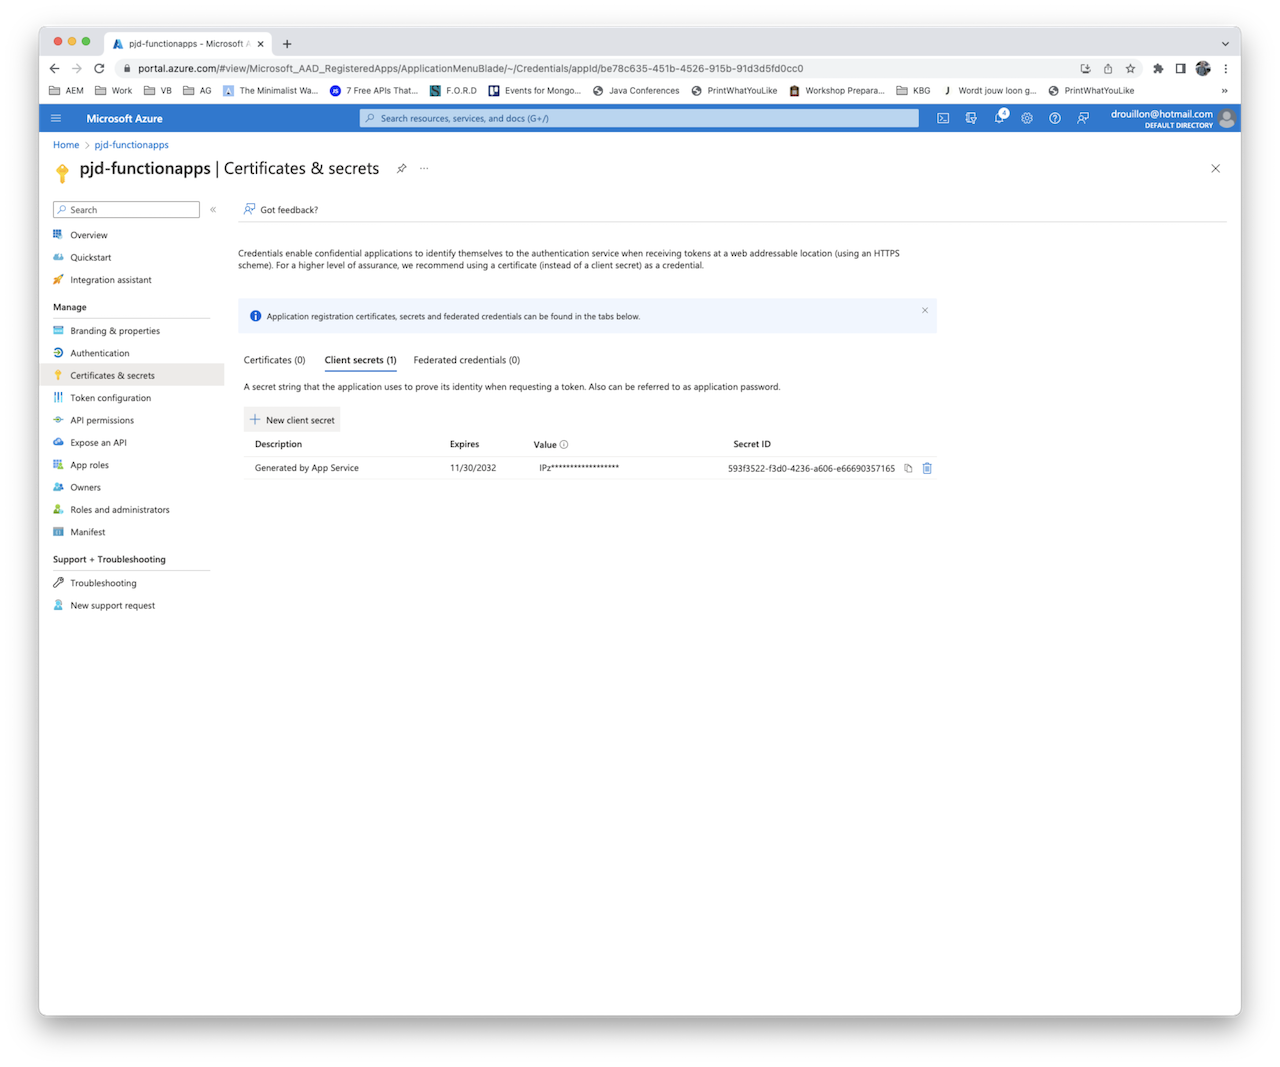 pjd-functionapps - Microsoft A
portal.azure.com/#view/Microsoft_AAD_RegisteredApps/ApplicationMenuBlade/~/Credentials/appId/be78c635-451b-4526-915b-91d3d5fd0cc0
AEM Work VB AG The Minimalist Wa... 7 Free APIs That... F.O.R.D Events for Mongo... Java Conferences PrintWhatYouLike Workshop Prepara... KBG Wordt jouw loon g... PrintWhatYouLike »
Microsoft Azure Search resources, services, and docs (G+/) 4 drouillon@hotmail.com
DEFAULT DIRECTORY
Home > pjd-functionapps
pjd-functionapps | Certificates & secrets ...
Search «
Got feedback?
Overview
Quickstart
Integration assistant
Manage
Branding & properties
Authentication
Certificates & secrets
Token configuration
API permissions
Expose an API
App roles
Owners
Roles and administrators
Manifest
Support + Troubleshooting
Troubleshooting
New support request
Credentials enable confidential applications to identify themselves to the authentication service when receiving tokens at a web addressable location (using an HTTPS
scheme). For a higher level of assurance, we recommend using a certificate (instead of a client secret) as a credential.
Application registration certificates, secrets and federated credentials can be found in the tabs below.
Certificates (0) Client secrets (1) Federated credentials (0)
A secret string that the application uses to prove its identity when requesting a token. Also can be referred to as application password.
New client secret
Description Expires Value Secret ID
Generated by App Service 11/30/2032 IPz****************** 593f3522-f3d0-4236-a606-e66690357165